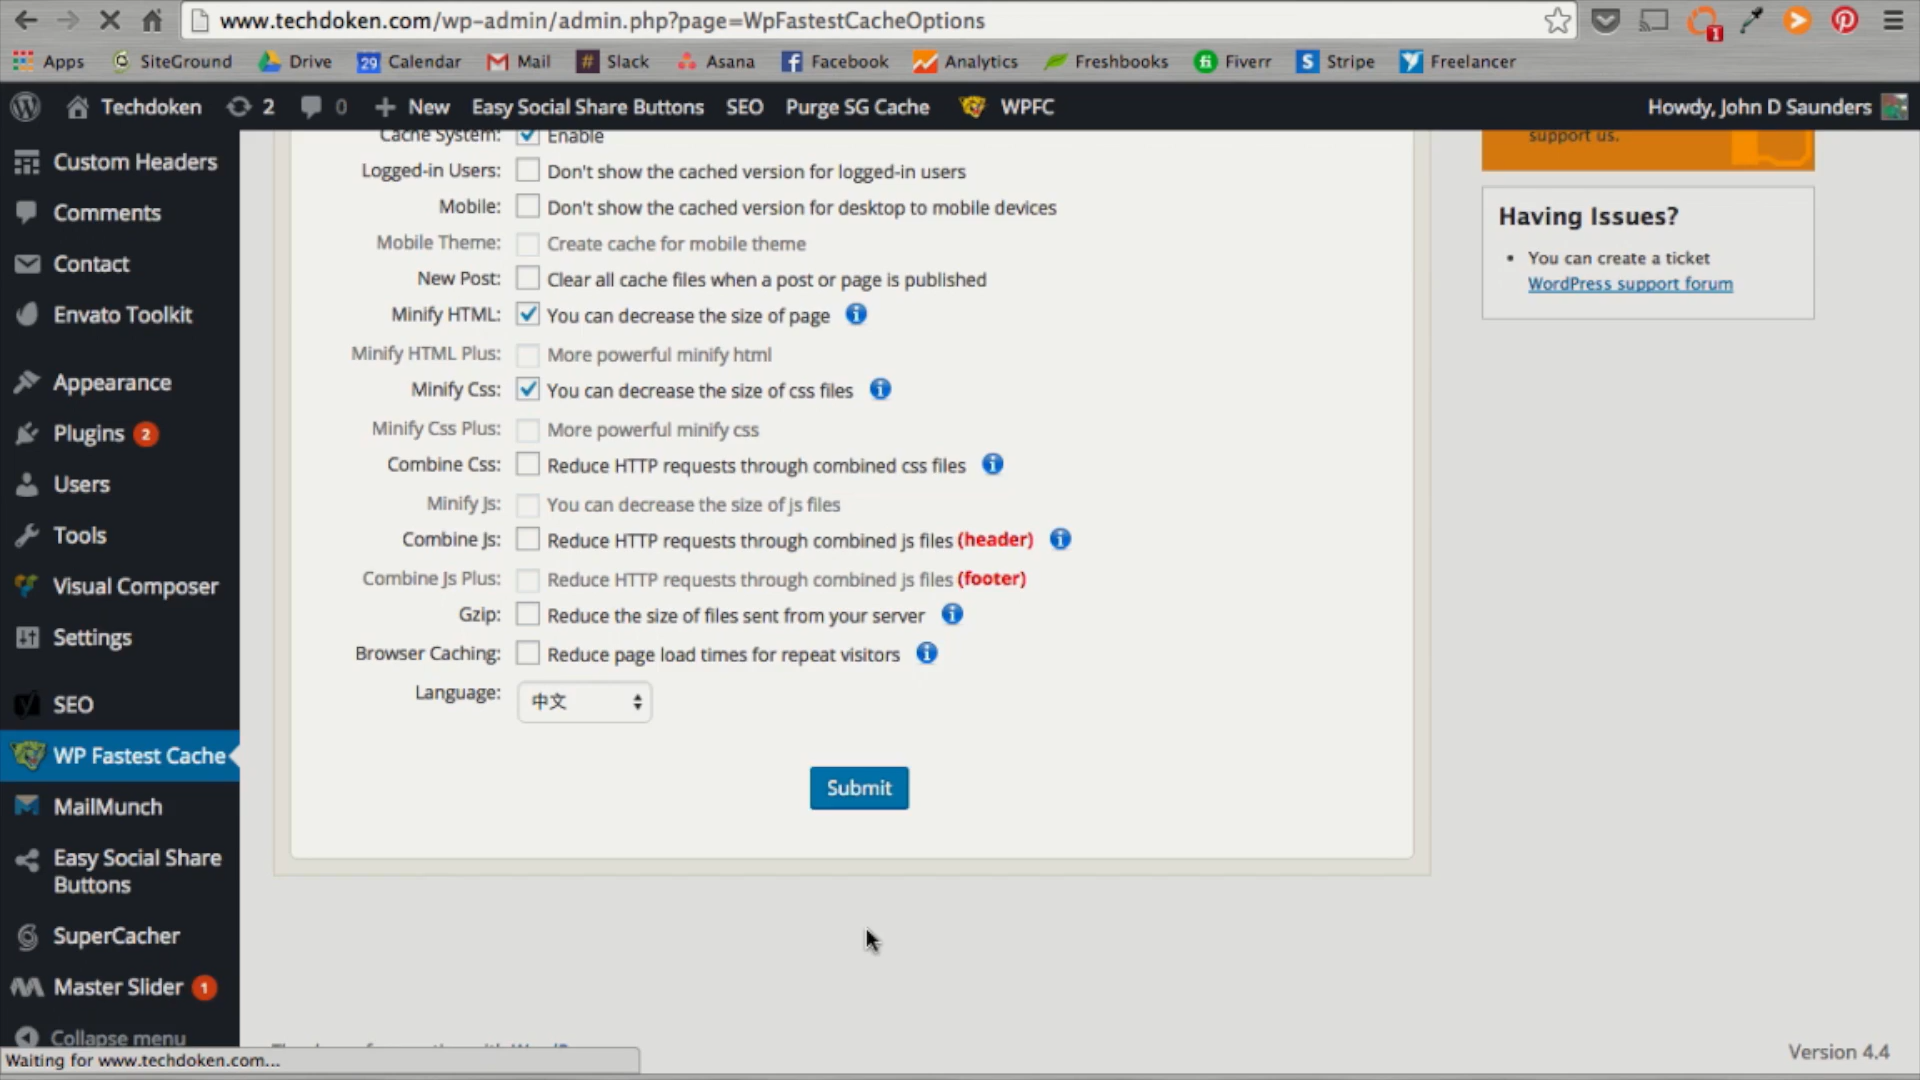 www.techdoken.com/wp-admin/admin.php?page=WpFastestCacheOptions
1
Apps SiteGround Drive 29 Calendar Mail Slack Asana Facebook Analytics Freshbooks Fiverr Stripe Freelancer
Techdoken 2 0 New Easy Social Share Buttons SEO Purge SG Cache WPFC Howdy, John D Saunders
Custom Headers
Comments
Contact
Envato Toolkit
Appearance
Plugins 2
Users
Tools
Visual Composer
Settings
SEO
WP Fastest Cache
MailMunch
Easy Social Share
Buttons
SuperCacher
Master Slider 1
Collapse menu
Waiting for www.techdoken.com...
Cache System: Enable
Logged-in Users: Don't show the cached version for logged-in users
Mobile: Don't show the cached version for desktop to mobile devices
Mobile Theme: Create cache for mobile theme
New Post: Clear all cache files when a post or page is published
Minify HTML: You can decrease the size of page
Minify HTML Plus: More powerful minify html
Minify Css: You can decrease the size of css files
Minify Css Plus: More powerful minify css
Combine Css: Reduce HTTP requests through combined css files
Minify Js: You can decrease the size of js files
Combine Js: Reduce HTTP requests through combined js files (header)
Combine Js Plus: Reduce HTTP requests through combined js files (footer)
Gzip: Reduce the size of files sent from your server
Browser Caching: Reduce page load times for repeat visitors
Language: 中文
Submit
support us.
Having Issues?
• You can create a ticket
WordPress support forum
Version 4.4